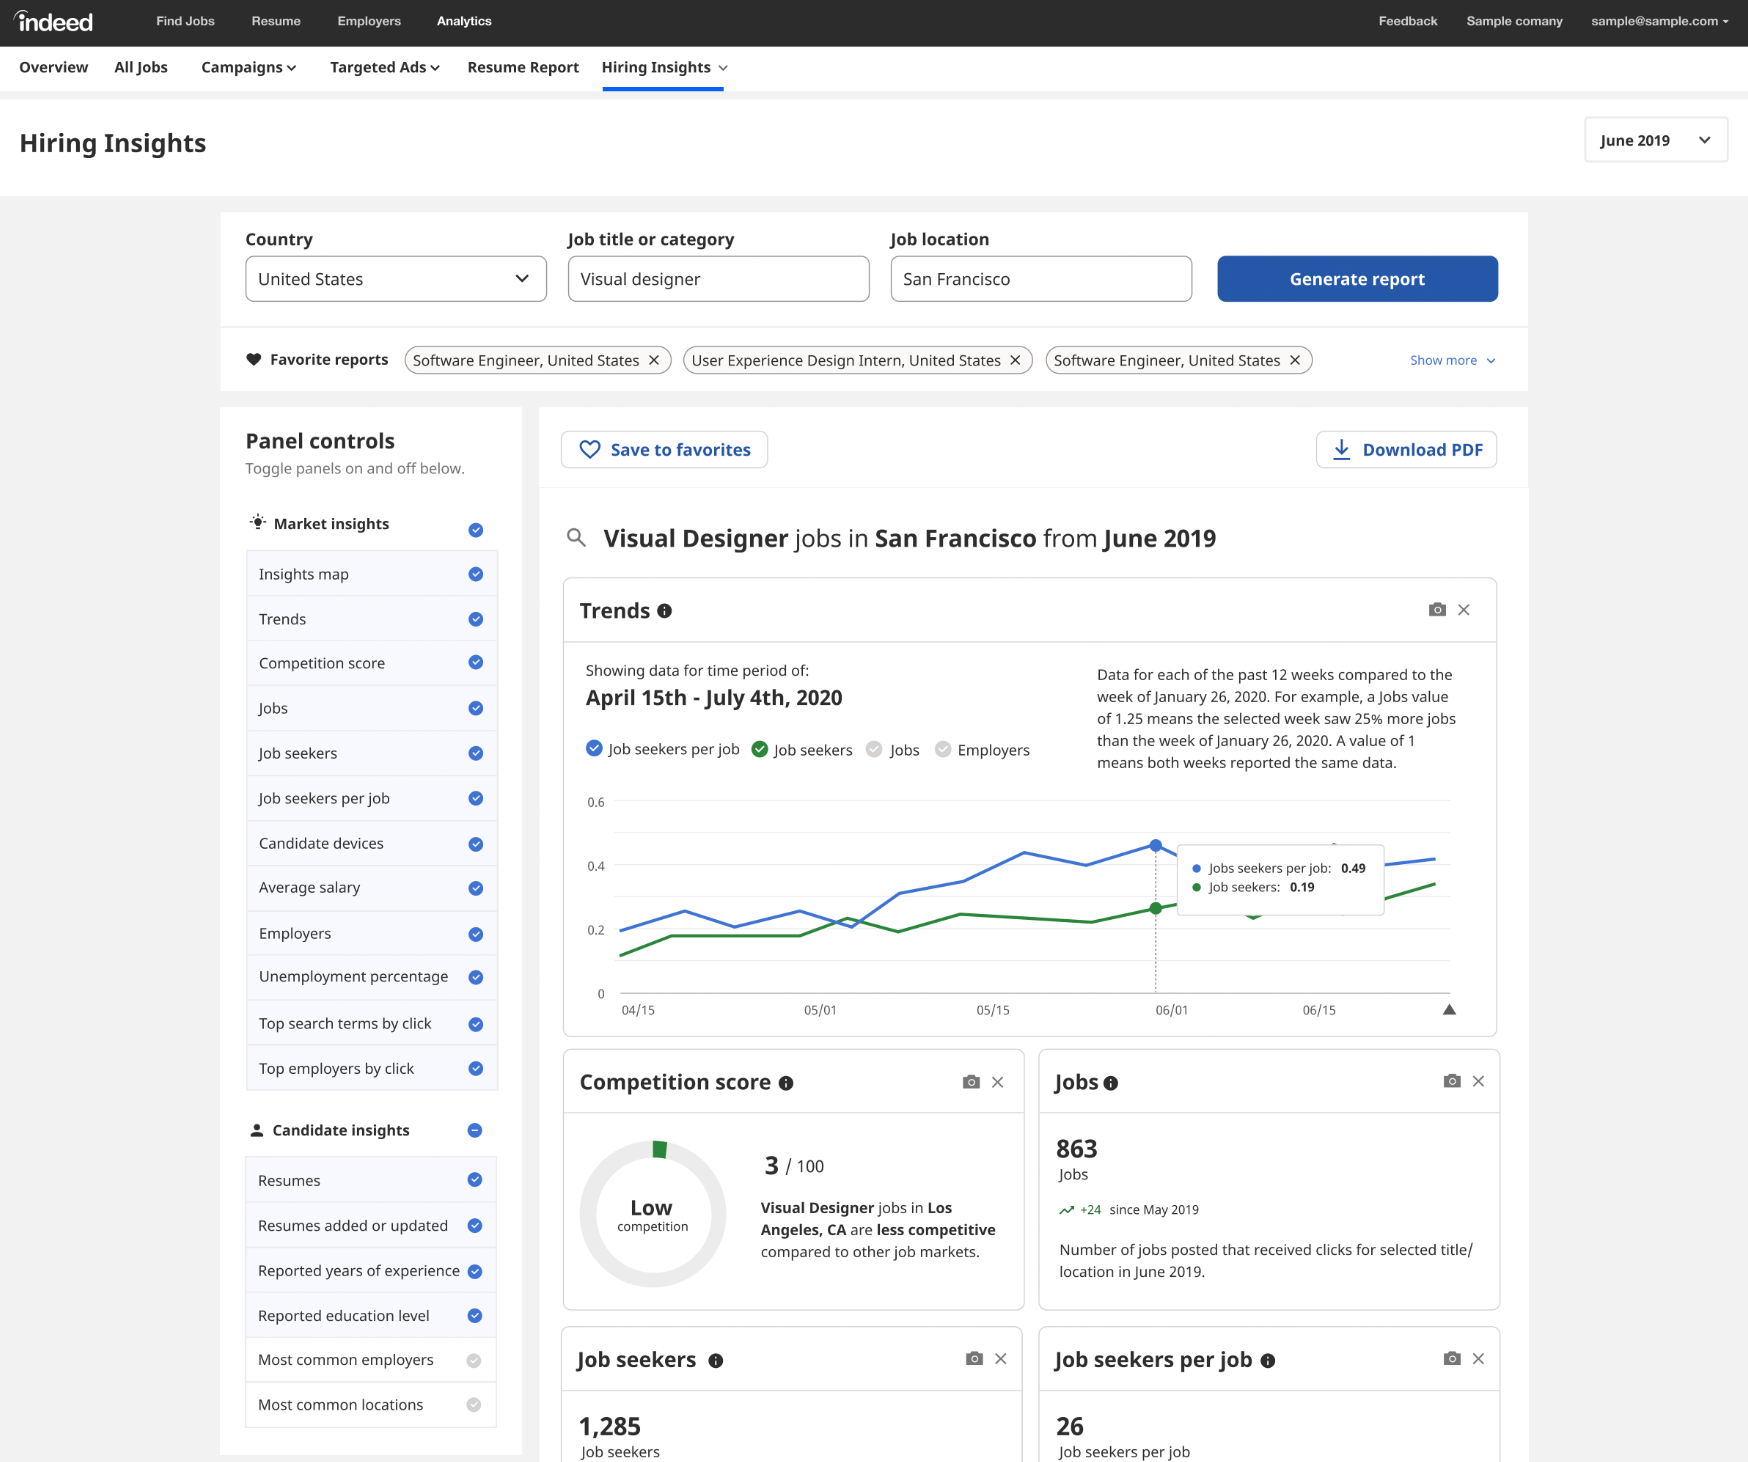 indeed Find Jobs Resume Employers Analytics Feedback Sample comany sample@sample.com
Overview All Jobs Campaigns Targeted Ads Resume Report Hiring Insights
Hiring Insights June 2019
Country Job title or category Job location
United States Visual designer San Francisco Generate report
Favorite reports Software Engineer, United States User Experience Design Intern, United States Software Engineer, United States Show more
Panel controls
Toggle panels on and off below.
Market insights
Insights map
Trends
Competition score
Jobs
Job seekers
Job seekers per job
Candidate devices
Average salary
Employers
Unemployment percentage
Top search terms by click
Top employers by click
Candidate insights
Resumes
Resumes added or updated
Reported years of experience
Reported education level
Most common employers
Most common locations
Save to favorites Download PDF
Visual Designer jobs in San Francisco from June 2019
Trends
Showing data for time period of:
April 15th - July 4th, 2020
Data for each of the past 12 weeks compared to the
week of January 26, 2020. For example, a Jobs value
of 1.25 means the selected week saw 25% more jobs
than the week of January 26, 2020. A value of 1
means both weeks reported the same data.
Job seekers per job Job seekers Jobs Employers
0.6
0.4
0.2
0
Jobs seekers per job: 0.49
Job seekers: 0.19
04/15 05/01 05/15 06/01 06/15
Competition score
Low
competition
3 / 100
Visual Designer jobs in Los
Angeles, CA are less competitive
compared to other job markets.
Jobs
863
Jobs
+24 since May 2019
Number of jobs posted that received clicks for selected title/
location in June 2019.
Job seekers
1,285
Job seekers
Job seekers per job
26
Job seekers per job